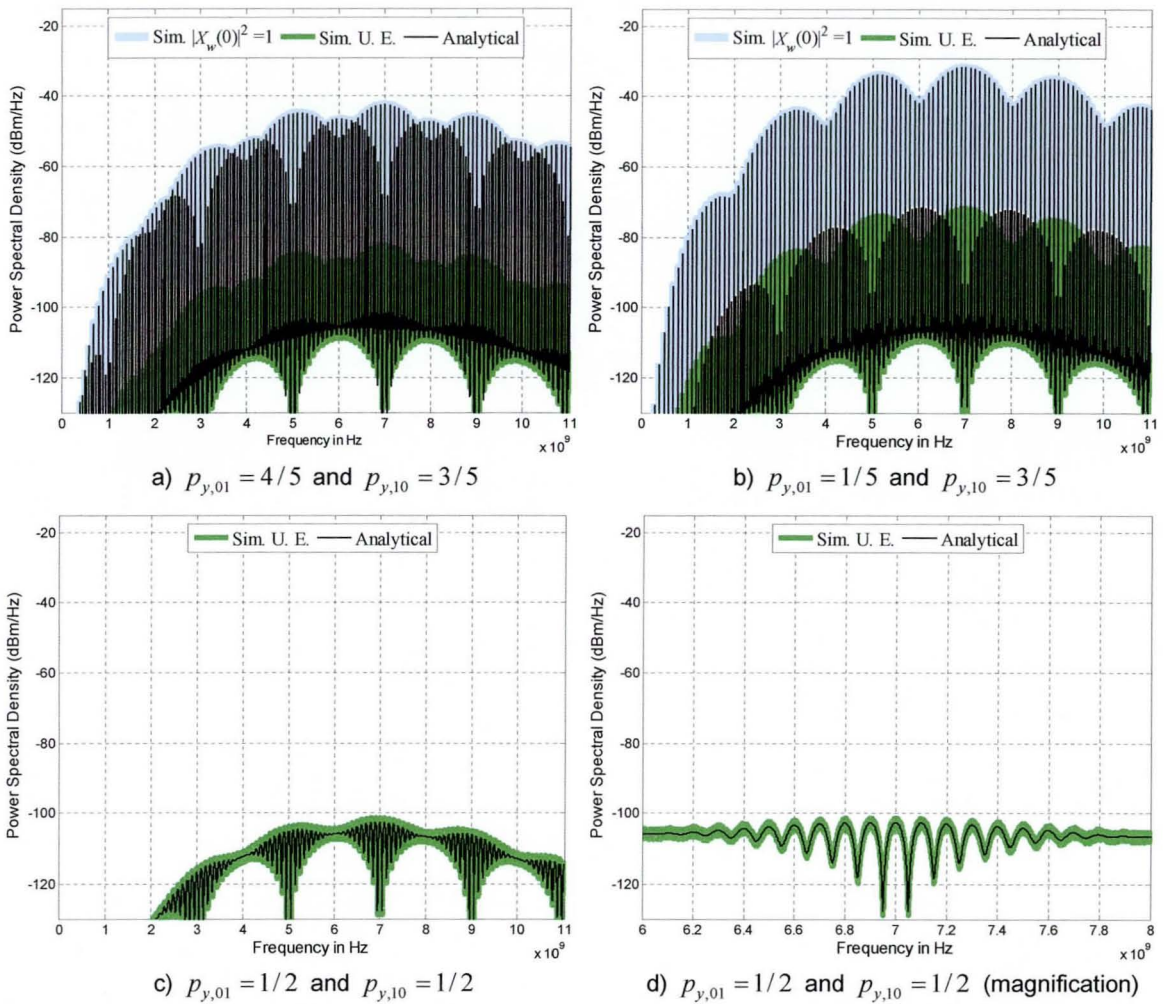 Sim. |X_w(0)|² =1 Sim. U. E. Analytical
Power Spectral Density (dBm/Hz)
-20
-40
-60
-80
-100
-120
0 1 2 3 4 5 6 7 8 9 10 11
Frequency in Hz
x 10^9
a) p_{y,01} = 4/5 and p_{y,10} = 3/5
Sim. |X_w(0)|² =1 Sim. U. E. Analytical
Power Spectral Density (dBm/Hz)
-20
-40
-60
-80
-100
-120
0 1 2 3 4 5 6 7 8 9 10 11
Frequency in Hz
x 10^9
b) p_{y,01} = 1/5 and p_{y,10} = 3/5
Sim. U. E. Analytical
Power Spectral Density (dBm/Hz)
-20
-40
-60
-80
-100
-120
0 1 2 3 4 5 6 7 8 9 10 11
Frequency in Hz
x 10^9
c) p_{y,01} = 1/2 and p_{y,10} = 1/2
Sim. U. E. Analytical
Power Spectral Density (dBm/Hz)
-20
-40
-60
-80
-100
-120
6 6.2 6.4 6.6 6.8 7 7.2 7.4 7.6 7.8 8
Frequency in Hz
x 10^9
d) p_{y,01} = 1/2 and p_{y,10} = 1/2 (magnification)